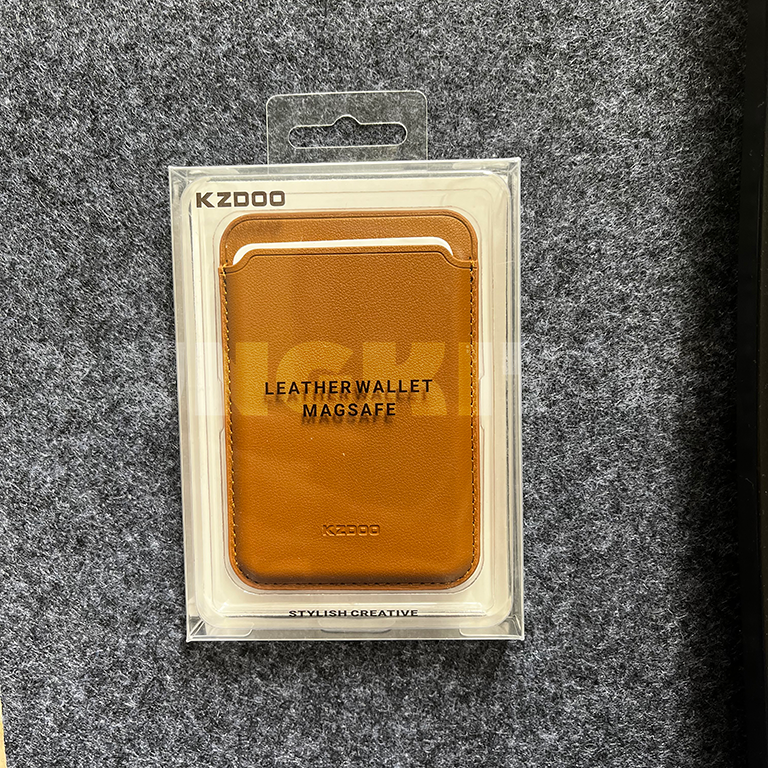 KZDOO
LEATHER WALLET
MAGSAFE
KZDOO
STYLISH CREATIVE